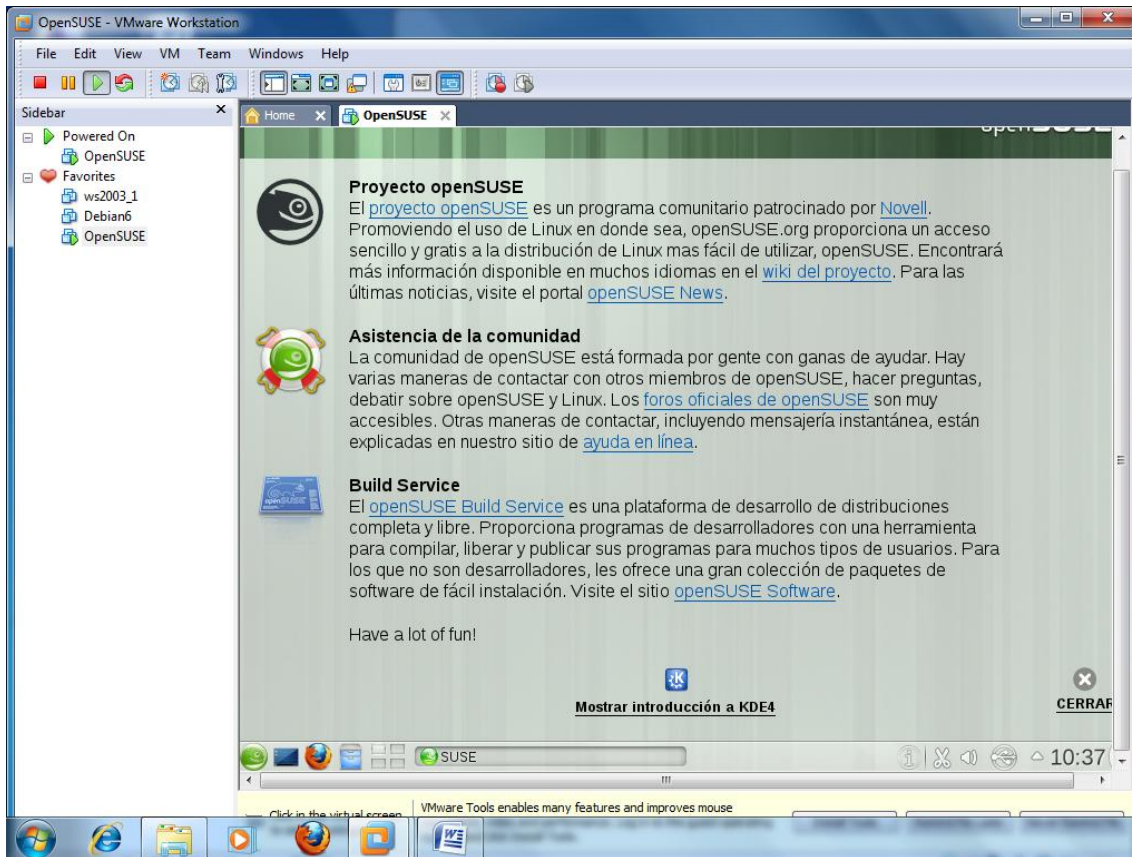 OpenSUSE - VMware Workstation
File Edit View VM Team Windows Help
Sidebar x
Powered On
OpenSUSE
Favorites
ws2003_1
Debian6
OpenSUSE
Home x OpenSUSE x
openSUSE
Proyecto openSUSE
El proyecto openSUSE es un programa comunitario patrocinado por Novell.
Promoviendo el uso de Linux en donde sea, openSUSE.org proporciona un acceso
sencillo y gratis a la distribución de Linux mas fácil de utilizar, openSUSE. Encontrará
más información disponible en muchos idiomas en el wiki del proyecto. Para las
últimas noticias, visite el portal openSUSE News.
Asistencia de la comunidad
La comunidad de openSUSE está formada por gente con ganas de ayudar. Hay
varias maneras de contactar con otros miembros de openSUSE, hacer preguntas,
debatir sobre openSUSE y Linux. Los foros oficiales de openSUSE son muy
accesibles. Otras maneras de contactar, incluyendo mensajería instantánea, están
explicadas en nuestro sitio de ayuda en línea.
Build Service
El openSUSE Build Service es una plataforma de desarrollo de distribuciones
completa y libre. Proporciona programas de desarrolladores con una herramienta
para compilar, liberar y publicar sus programas para muchos tipos de usuarios. Para
los que no son desarrolladores, les ofrece una gran colección de paquetes de
software de fácil instalación. Visite el sitio openSUSE Software.
Have a lot of fun!
Mostrar introducción a KDE4
CERRAR
SUSE
10:37
Click in the virtual screen
VMware Tools enables many features and improves mouse